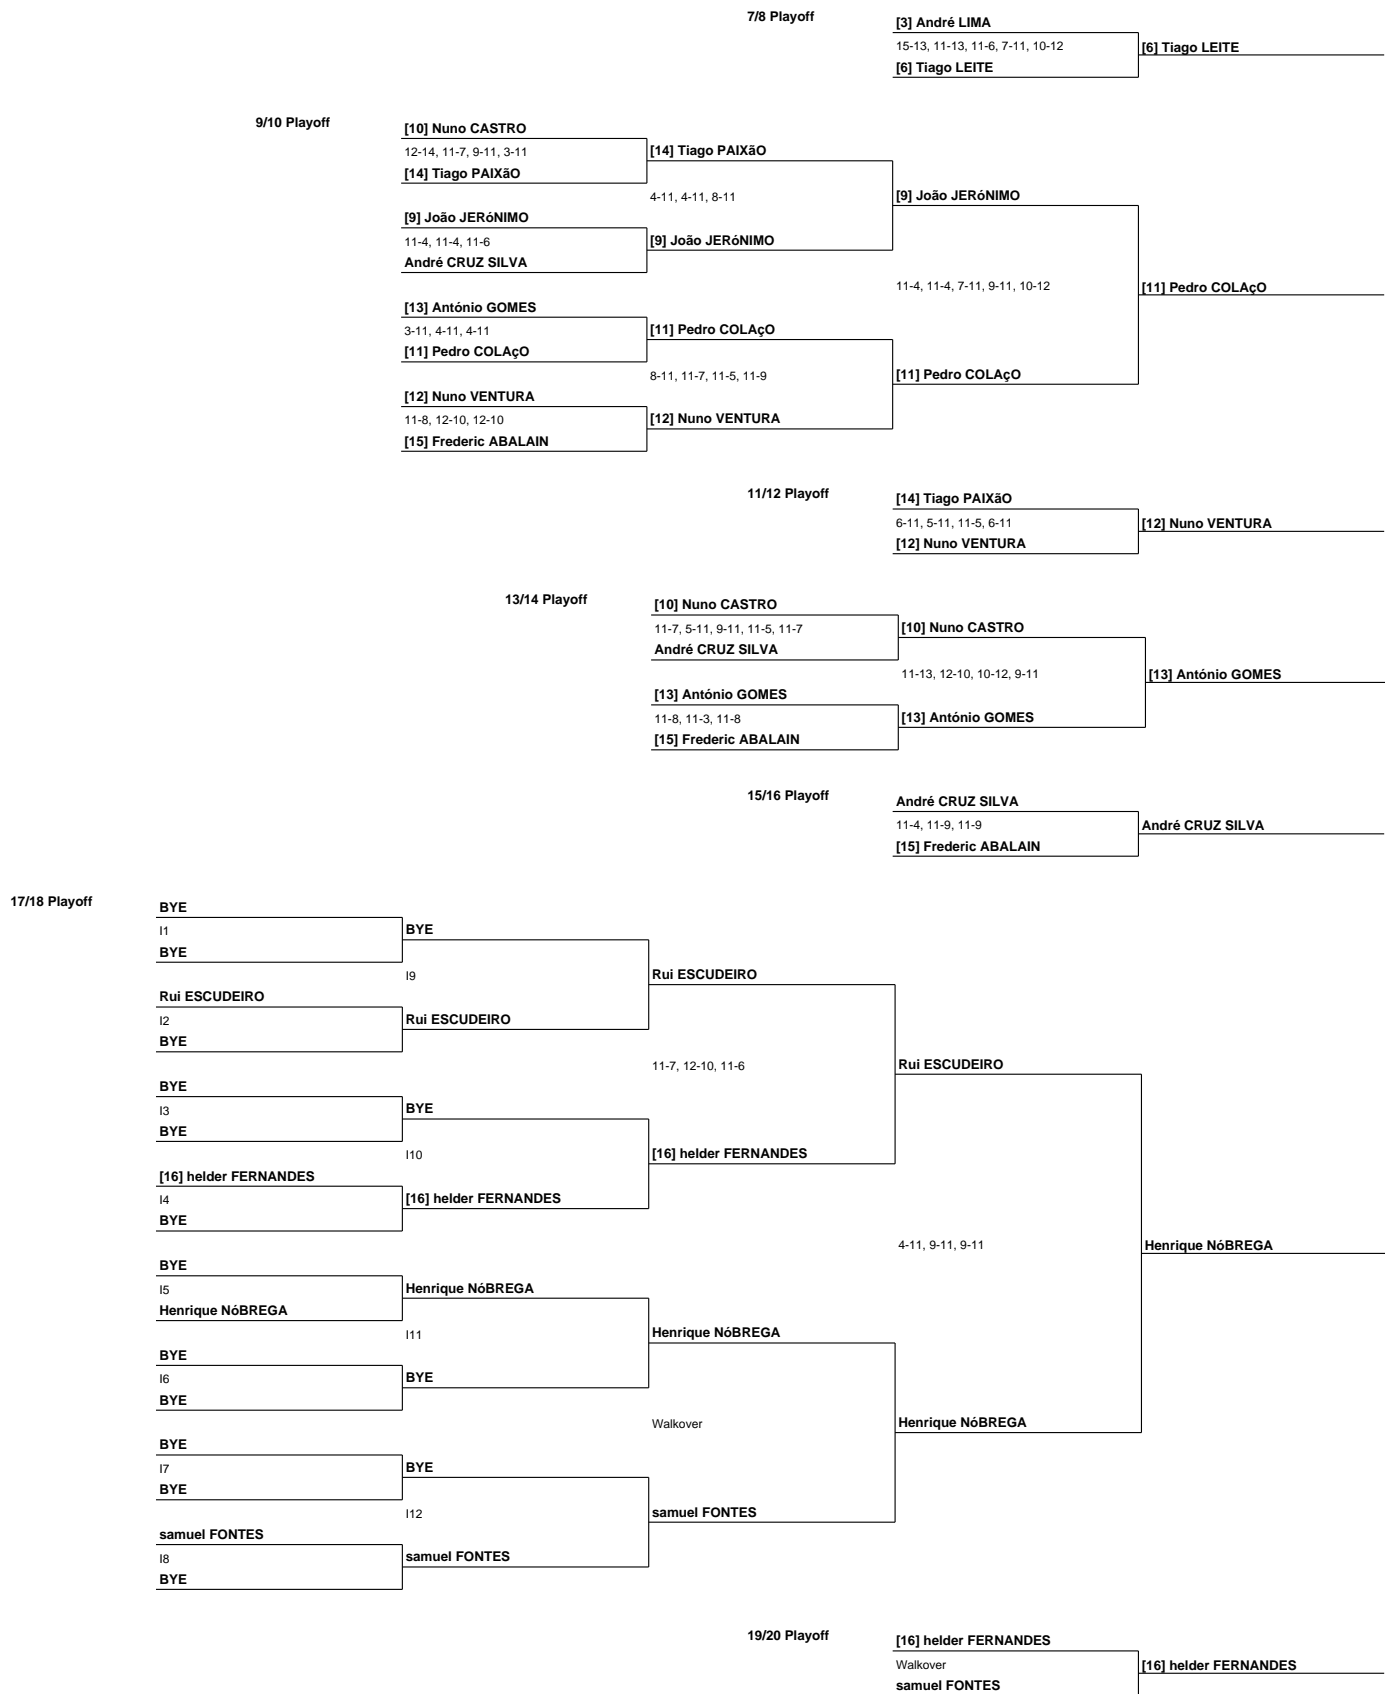 7/8 Playoff
[3] André LIMA
15-13, 11-13, 11-6, 7-11, 10-12
[6] Tiago LEITE
[6] Tiago LEITE
9/10 Playoff
[10] Nuno CASTRO
12-14, 11-7, 9-11, 3-11
[14] Tiago PAIXãO
[14] Tiago PAIXãO
4-11, 4-11, 8-11
[9] João JERóNIMO
[9] João JERóNIMO
11-4, 11-4, 11-6
[9] João JERóNIMO
André CRUZ SILVA
11-4, 11-4, 7-11, 9-11, 10-12
[11] Pedro COLAçO
[13] António GOMES
3-11, 4-11, 4-11
[11] Pedro COLAçO
[11] Pedro COLAçO
8-11, 11-7, 11-5, 11-9
[11] Pedro COLAçO
[12] Nuno VENTURA
11-8, 12-10, 12-10
[12] Nuno VENTURA
[15] Frederic ABALAIN
11/12 Playoff
[14] Tiago PAIXãO
6-11, 5-11, 11-5, 6-11
[12] Nuno VENTURA
[12] Nuno VENTURA
13/14 Playoff
[10] Nuno CASTRO
11-7, 5-11, 9-11, 11-5, 11-7
[10] Nuno CASTRO
André CRUZ SILVA
11-13, 12-10, 10-12, 9-11
[13] António GOMES
[13] António GOMES
11-8, 11-3, 11-8
[13] António GOMES
[15] Frederic ABALAIN
15/16 Playoff
André CRUZ SILVA
11-4, 11-9, 11-9
André CRUZ SILVA
[15] Frederic ABALAIN
17/18 Playoff
BYE
I1
BYE
BYE
I9
Rui ESCUDEIRO
Rui ESCUDEIRO
I2
Rui ESCUDEIRO
BYE
11-7, 12-10, 11-6
Rui ESCUDEIRO
BYE
I3
BYE
BYE
I10
[16] helder FERNANDES
[16] helder FERNANDES
I4
[16] helder FERNANDES
BYE
4-11, 9-11, 9-11
Henrique NóBREGA
BYE
I5
Henrique NóBREGA
Henrique NóBREGA
I11
Henrique NóBREGA
BYE
I6
BYE
BYE
Walkover
Henrique NóBREGA
BYE
I7
BYE
BYE
I12
samuel FONTES
samuel FONTES
I8
samuel FONTES
BYE
19/20 Playoff
[16] helder FERNANDES
Walkover
[16] helder FERNANDES
samuel FONTES